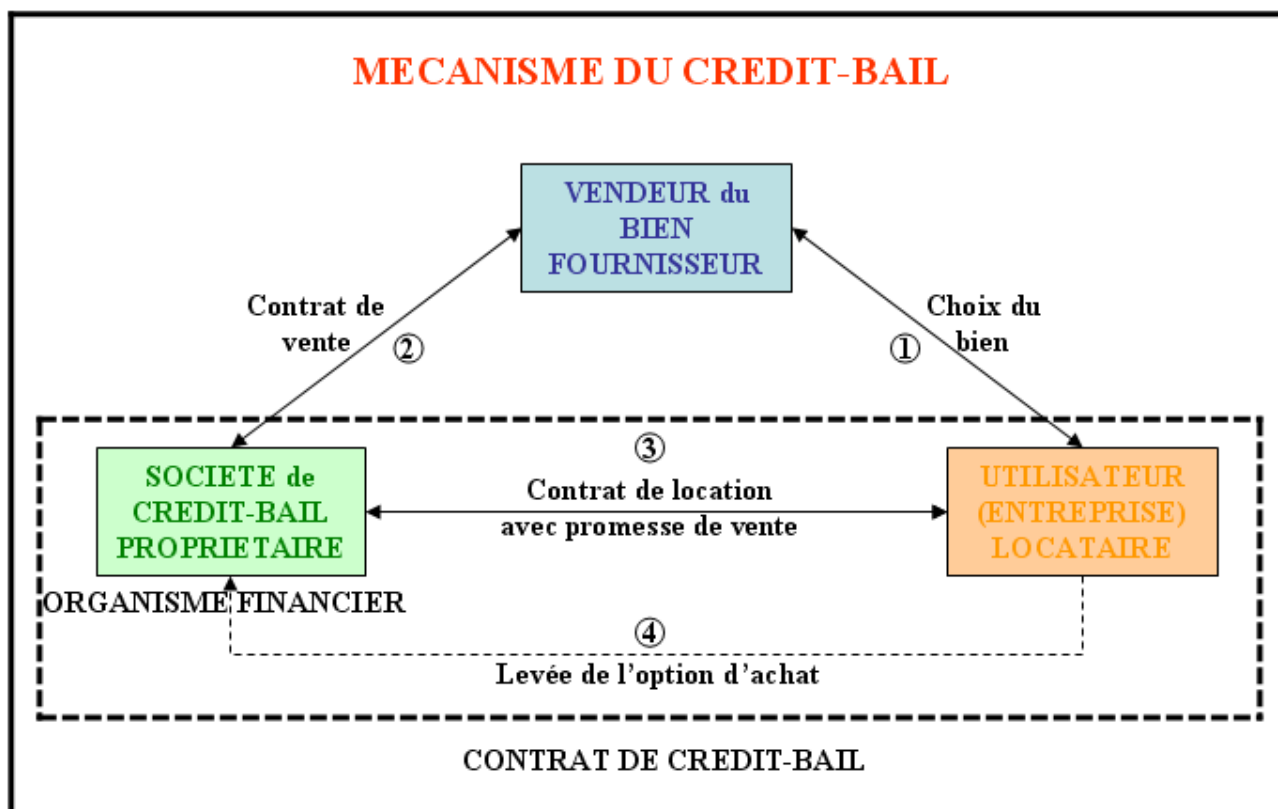 MECANISME DU CREDIT-BAIL
VENDEUR du
BIEN
FOURNISSEUR
Contrat de
vente
②
Choix du
bien
①
③
SOCIETE de
CREDIT-BAIL
PROPRIETAIRE
Contrat de location
avec promesse de vente
UTILISATEUR
(ENTREPRISE)
LOCATAIRE
ORGANISME FINANCIER
④
Levée de l’option d’achat
CONTRAT DE CREDIT-BAIL